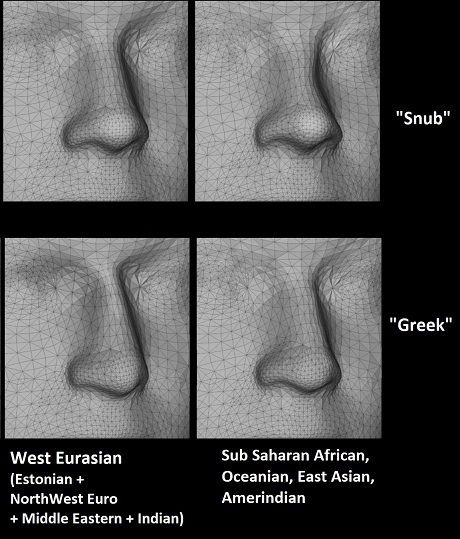 "Snub"
"Greek"
West Eurasian
(Estonian +
NorthWest Euro
+ Middle Eastern + Indian)
Sub Saharan African,
Oceanian, East Asian,
Amerindian